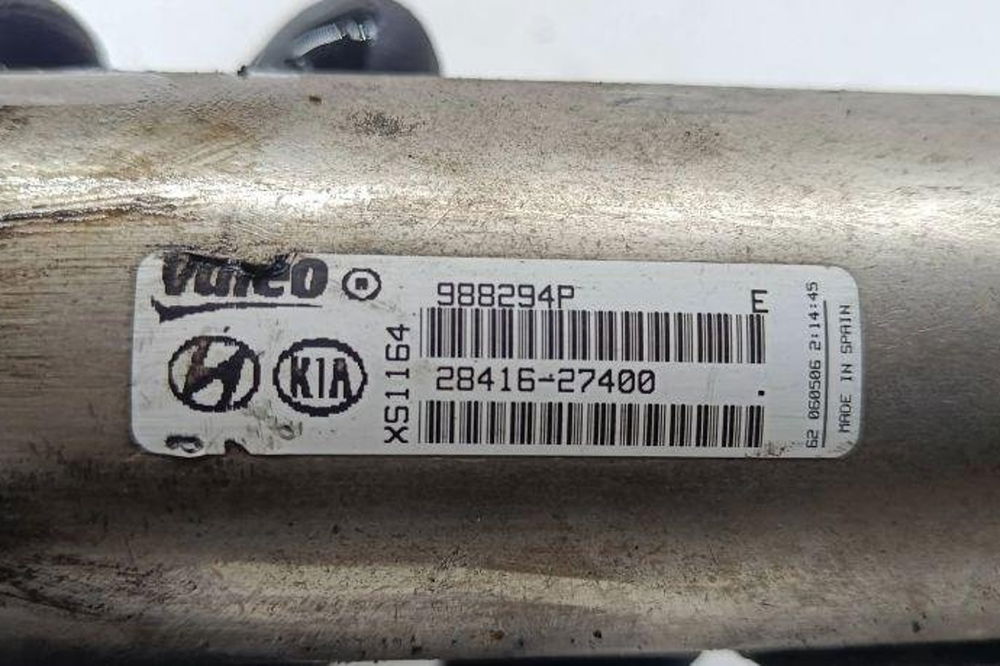 Valeo
988294P
E
KIA
XS1164
28416-27400
.
62 060506 2:14:45
MADE IN SPAIN